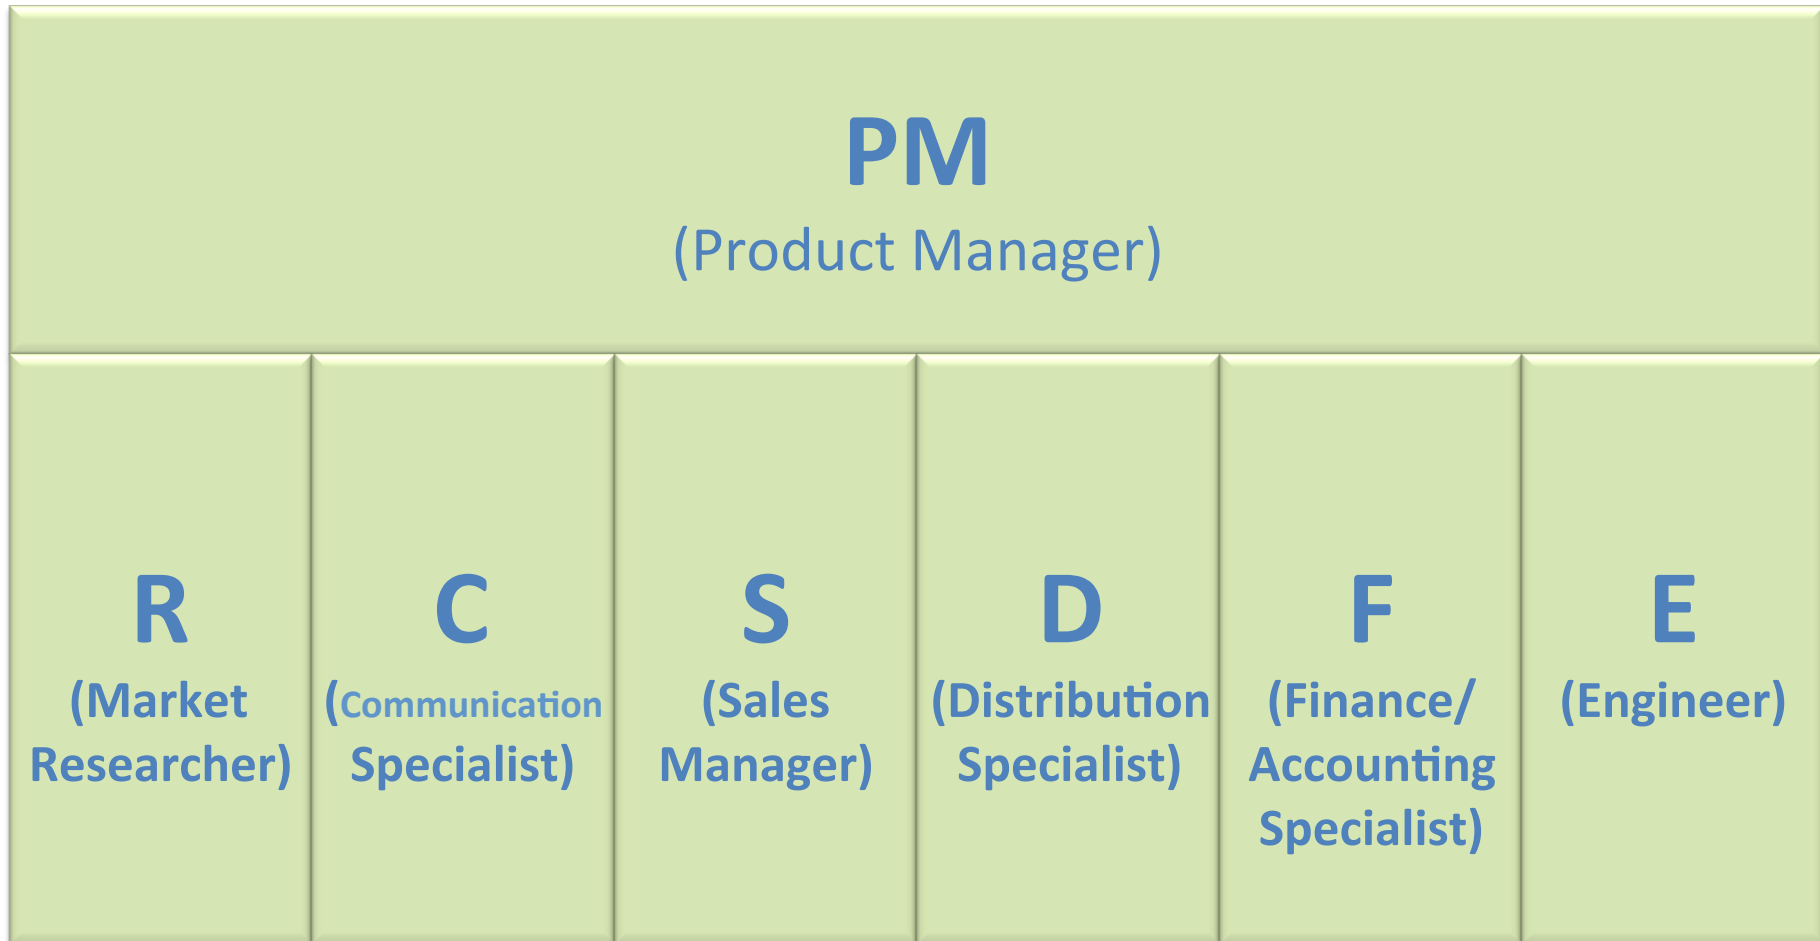 PM
(Product Manager)
R
(Market
Researcher)
C
(Communication
Specialist)
S
(Sales
Manager)
D
(Distribution
Specialist)
F
(Finance/
Accounting
Specialist)
E
(Engineer)